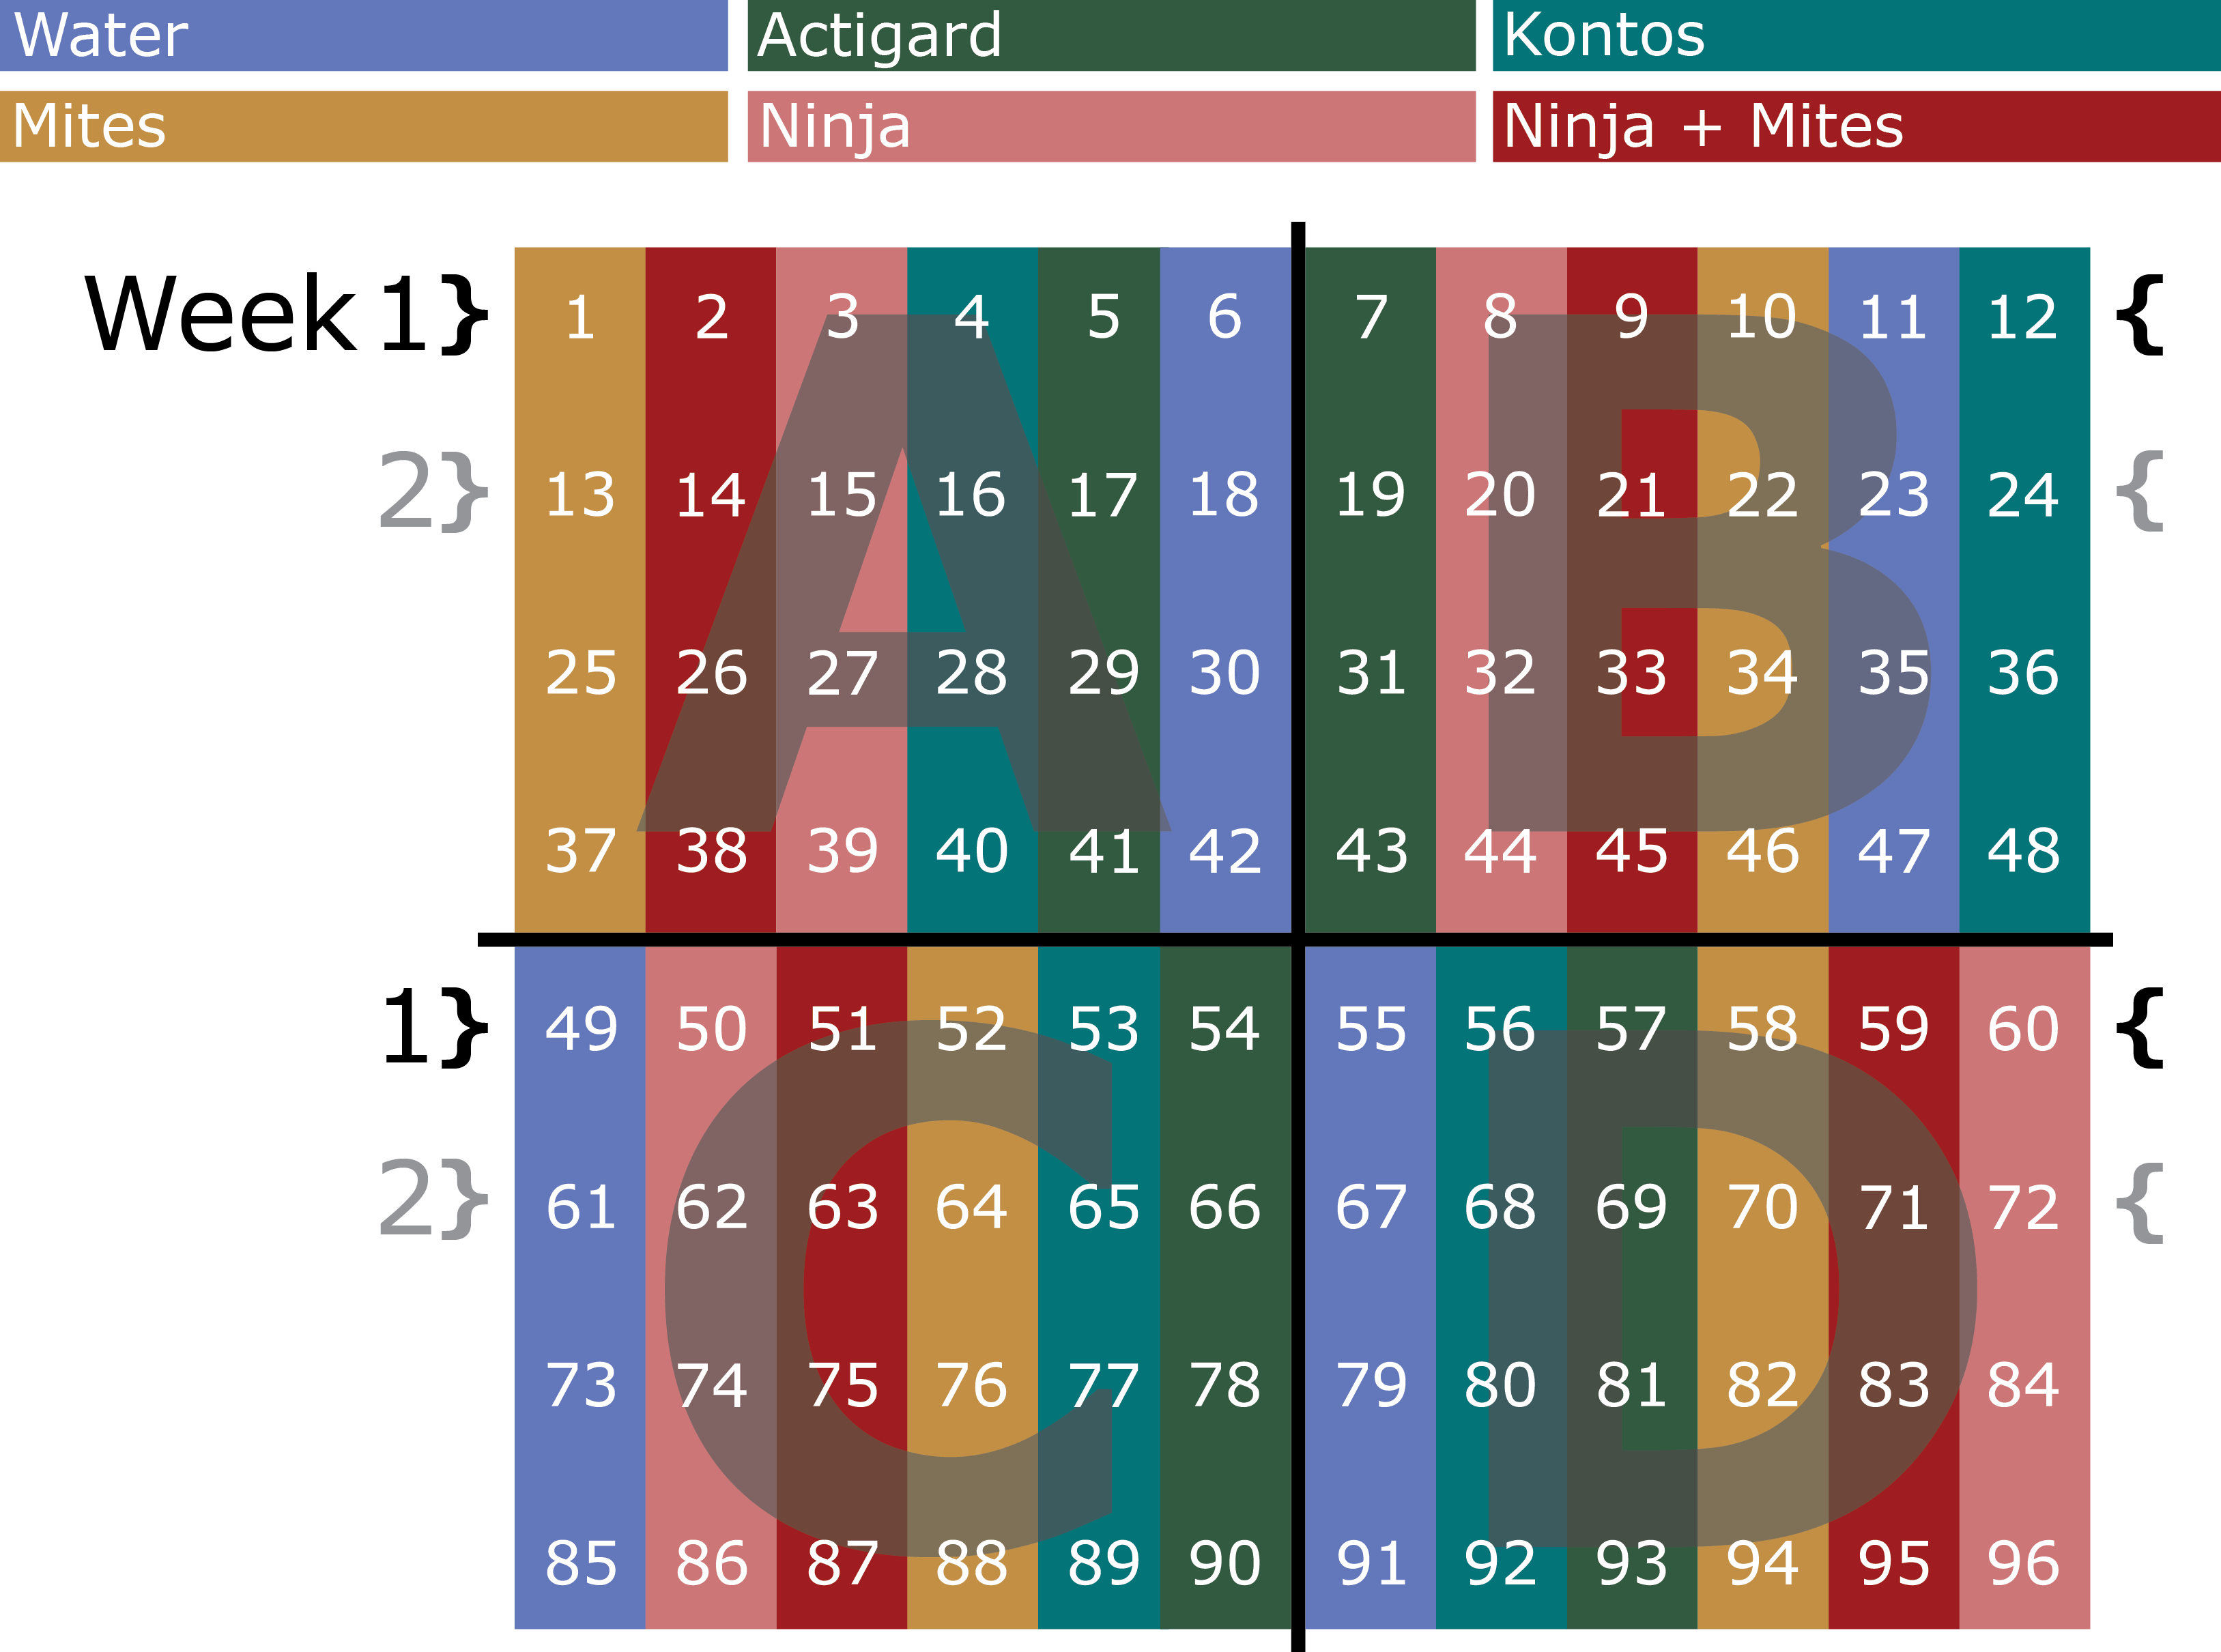 Water Actigard Kontos
Mites Ninja Ninja + Mites
Week 1} 1 2 3 4 5 6 7 8 9 10 11 12 {
2} 13 14 15 16 17 18 19 20 21 22 23 24 {
25 26 27 28 29 30 31 32 33 34 35 36
37 38 39 40 41 42 43 44 45 46 47 48
A B
1} 49 50 51 52 53 54 55 56 57 58 59 60 {
2} 61 62 63 64 65 66 67 68 69 70 71 72 {
73 74 75 76 77 78 79 80 81 82 83 84
85 86 87 88 89 90 91 92 93 94 95 96
C D